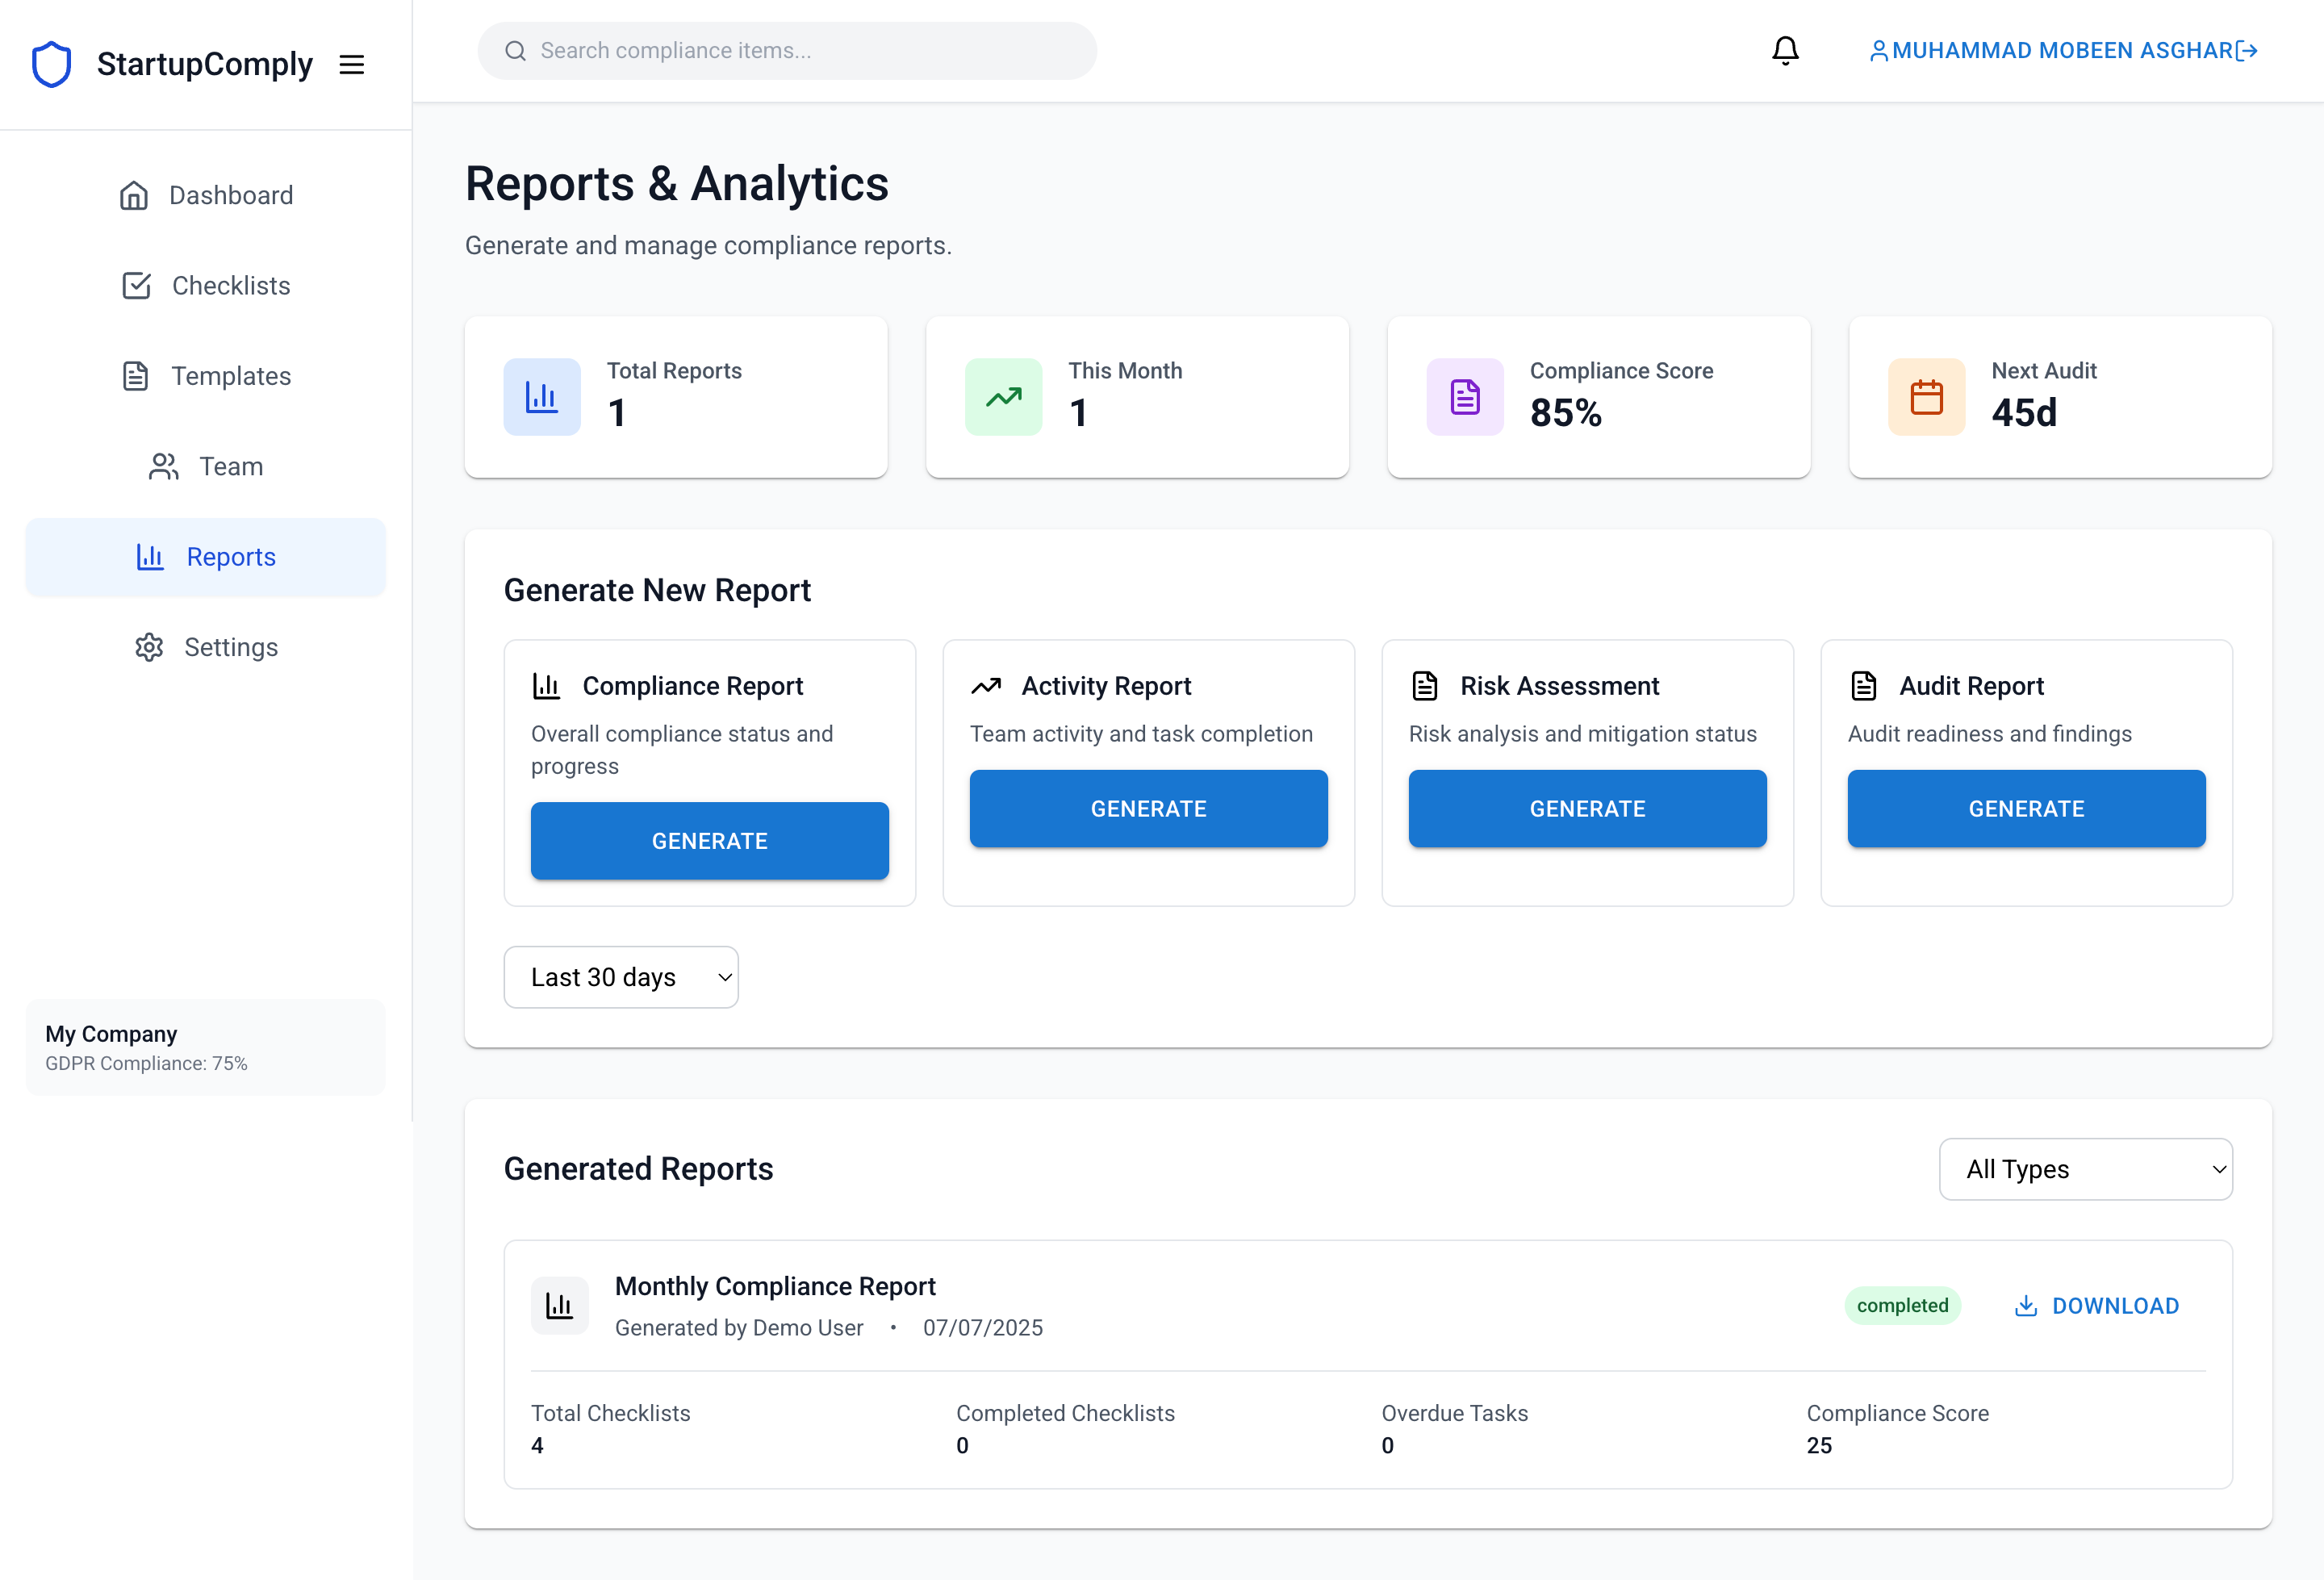 StartupComply
Search compliance items...
MUHAMMAD MOBEEN ASGHAR
Dashboard
Checklists
Templates
Team
Reports
Settings
My Company
GDPR Compliance: 75%
Reports & Analytics
Generate and manage compliance reports.
Total Reports
1
This Month
1
Compliance Score
85%
Next Audit
45d
Generate New Report
Compliance Report
Overall compliance status and
progress
GENERATE
Activity Report
Team activity and task completion
GENERATE
Risk Assessment
Risk analysis and mitigation status
GENERATE
Audit Report
Audit readiness and findings
GENERATE
Last 30 days
Generated Reports
All Types
Monthly Compliance Report
Generated by Demo User • 07/07/2025
completed
DOWNLOAD
Total Checklists
4
Completed Checklists
0
Overdue Tasks
0
Compliance Score
25